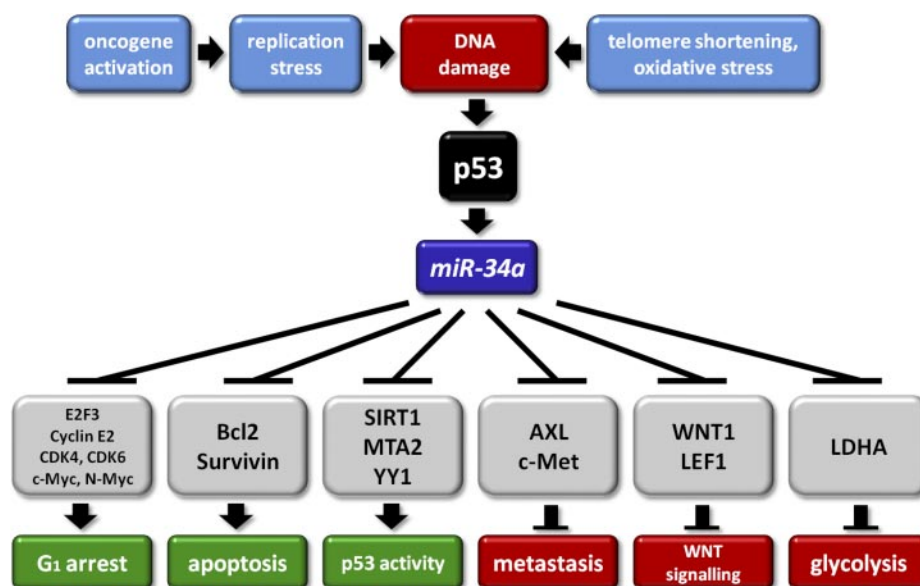 oncogene
activation
replication
stress
DNA
damage
telomere shortening,
oxidative stress
p53
miR-34a
E2F3
Cyclin E2
CDK4, CDK6
c-Myc, N-Myc
Bcl2
Survivin
SIRT1
MTA2
YY1
AXL
c-Met
WNT1
LEF1
LDHA
G₁ arrest
apoptosis
p53 activity
metastasis
WNT
signalling
glycolysis